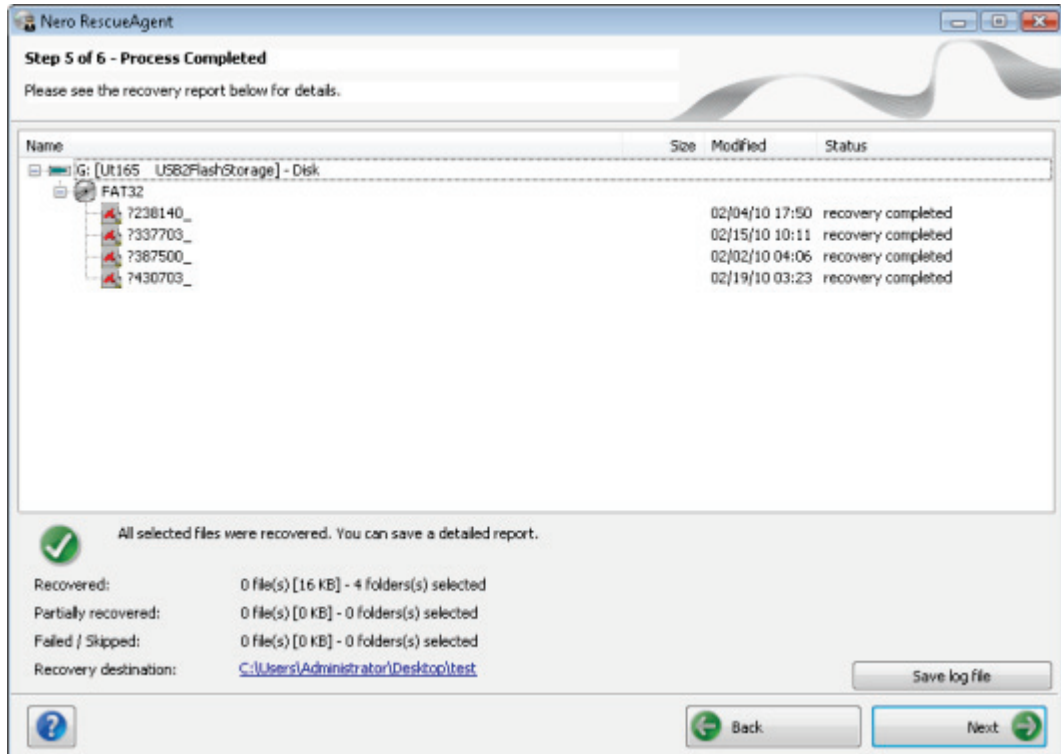 Nero RescueAgent
Step 5 of 6 - Process Completed
Please see the recovery report below for details.
Name Size Modified Status
G: [Ut165 USB2FlashStorage] - Disk
FAT32
?238140_ 02/04/10 17:50 recovery completed
?337703_ 02/15/10 10:11 recovery completed
?387500_ 02/02/10 04:06 recovery completed
?430703_ 02/19/10 03:23 recovery completed
All selected files were recovered. You can save a detailed report.
Recovered: 0 file(s) [16 KB] - 4 folders(s) selected
Partially recovered: 0 file(s) [0 KB] - 0 folders(s) selected
Failed / Skipped: 0 file(s) [0 KB] - 0 folders(s) selected
Recovery destination: C:\Users\Administrator\Desktop\test
Save log file
? Back Next